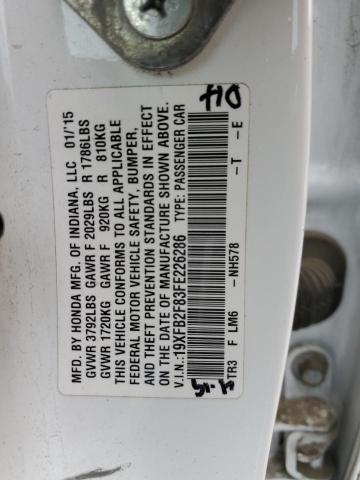 MFD. BY HONDA MFG. OF INDIANA, LLC 01/'15
GVWR 3792LBS GAWR F 2029LBS R 1786LBS
GVWR 1720KG GAWR F 920KG R 810KG
THIS VEHICLE CONFORMS TO ALL APPLICABLE
FEDERAL MOTOR VEHICLE SAFETY, BUMPER,
AND THEFT PREVENTION STANDARDS IN EFFECT
ON THE DATE OF MANUFACTURE SHOWN ABOVE.
V.I.N.:19XFB2F83FE226286 TYPE: PASSENGER CAR
TR3 F LM6 -NH578 -T -E